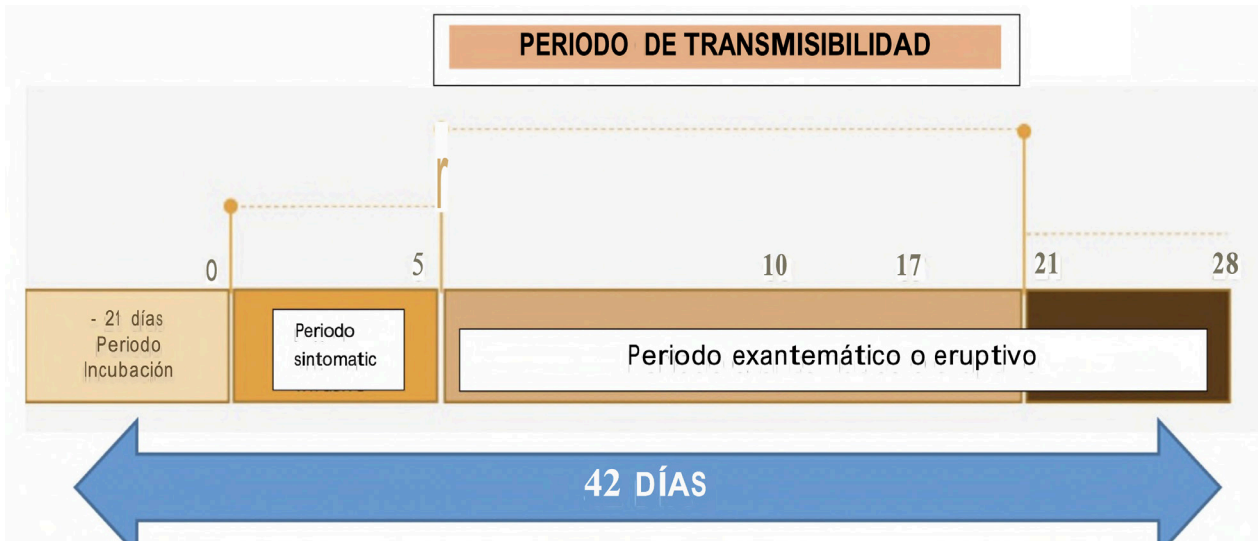 PERIODO DE TRANSMISIBILIDAD
r
0
5
10
17
21
28
- 21 días
Periodo
Incubación
Periodo
sintomatic
Periodo exantemático o eruptivo
42 DÍAS